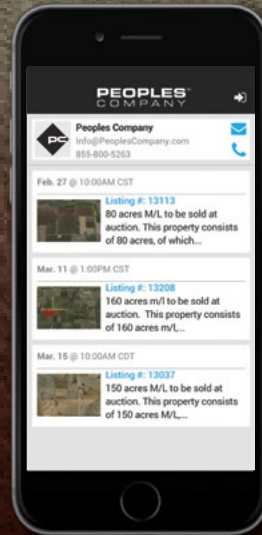 PEOPLES™
COMPANY
PC
Peoples Company
Info@PeoplesCompany.com
855-800-5263
Feb. 27 @ 10:00AM CST
Listing #: 13113
80 acres M/L to be sold at
auction. This property consists
of 80 acres, of which...
Mar. 11 @ 1:00PM CST
Listing #: 13208
160 acres m/l to be sold at
auction. This property consists
of 160 acres m/l,...
Mar. 15 @ 10:00AM CDT
Listing #: 13037
150 acres M/L to be sold at
auction. This property consists
of 150 acres M/L,...